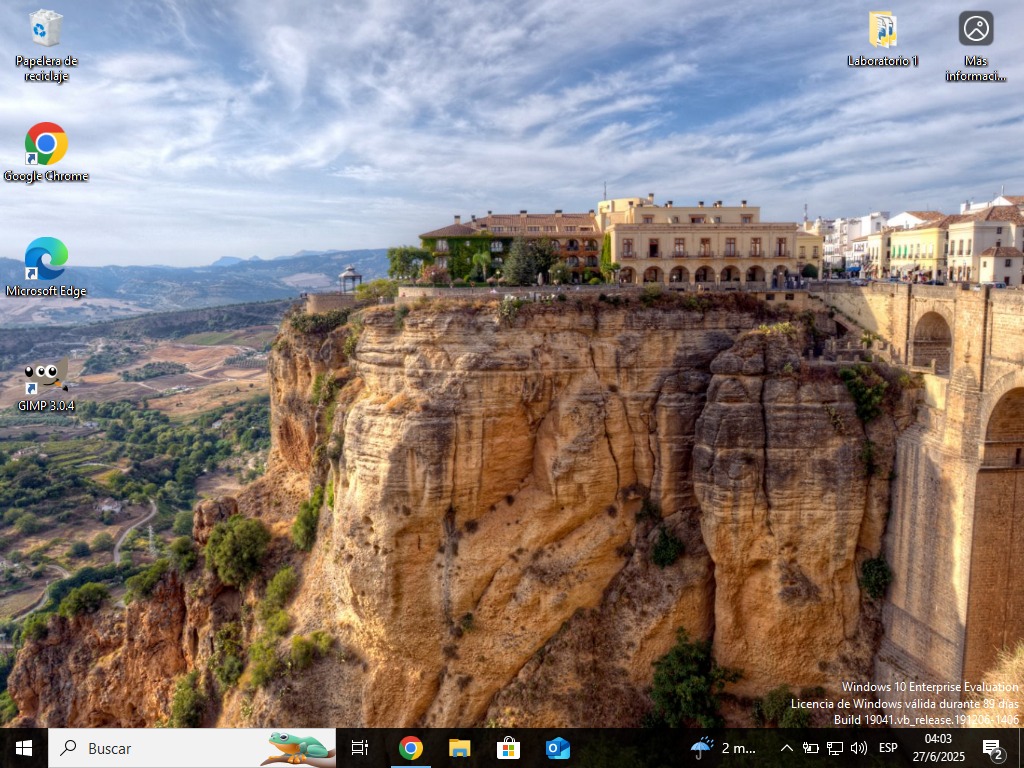 Papelera de
reciclaje
Google Chrome
Microsoft Edge
GIMP 3.0.4
Laboratorio 1
Más
informaci...
Windows 10 Enterprise Evaluation
Licencia de Windows válida durante 89 días
Build 19041.vb_release.191206-1406
Buscar
2 m...
ESP
04:03
27/6/2025
2